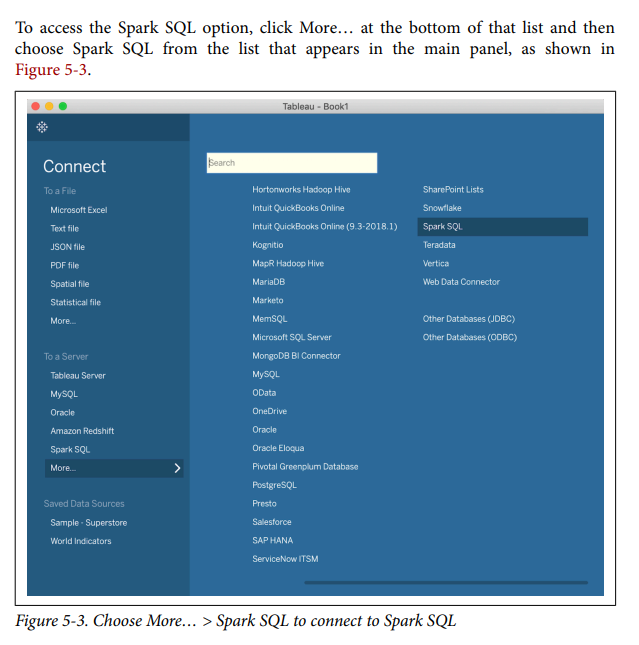 To access the Spark SQL option, click More… at the bottom of that list and then
choose Spark SQL from the list that appears in the main panel, as shown in
Figure 5-3.
Tableau - Book1
Connect
To a File
Microsoft Excel
Text file
JSON file
PDF file
Spatial file
Statistical file
More...
To a Server
Tableau Server
MySQL
Oracle
Amazon Redshift
Spark SQL
More...
Saved Data Sources
Sample - Superstore
World Indicators
Search
Hortonworks Hadoop Hive
Intuit QuickBooks Online
Intuit QuickBooks Online (9.3-2018.1)
Kognitio
MapR Hadoop Hive
MariaDB
Marketo
MemSQL
Microsoft SQL Server
MongoDB BI Connector
MySQL
OData
OneDrive
Oracle
Oracle Eloqua
Pivotal Greenplum Database
PostgreSQL
Presto
Salesforce
SAP HANA
ServiceNow ITSM
SharePoint Lists
Snowflake
Spark SQL
Teradata
Vertica
Web Data Connector
Other Databases (JDBC)
Other Databases (ODBC)
Figure 5-3. Choose More… > Spark SQL to connect to Spark SQL